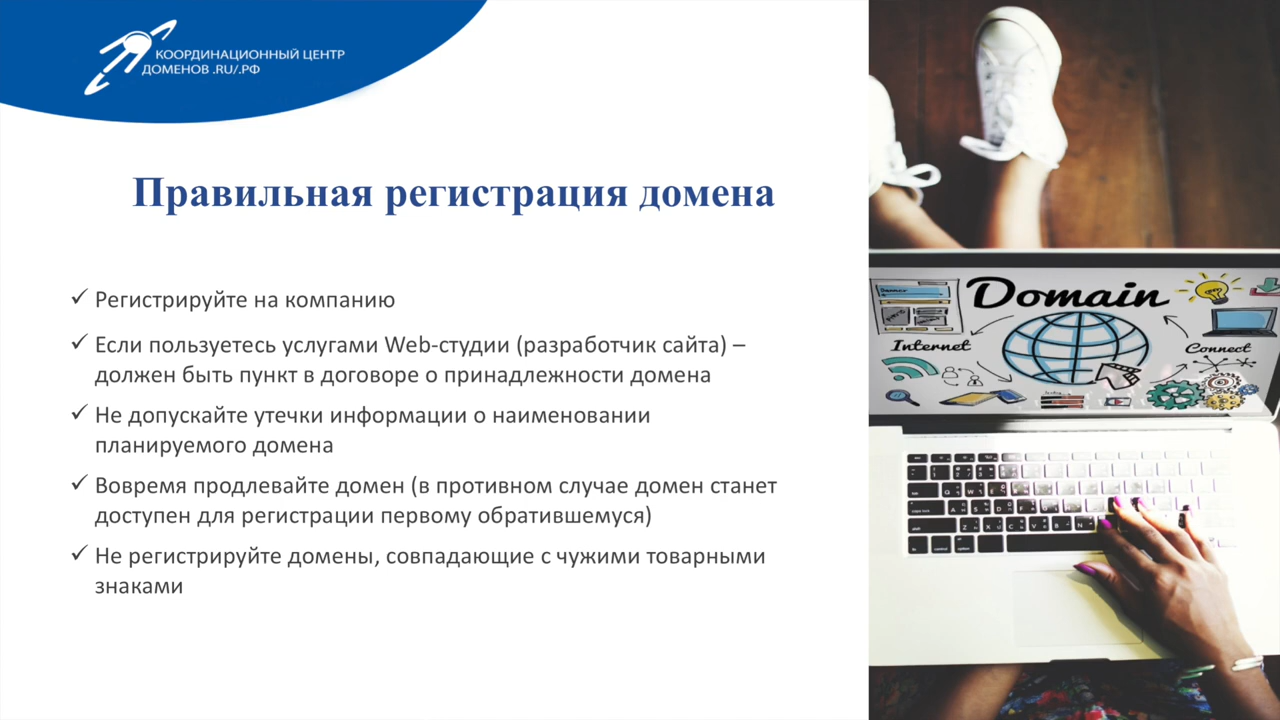 КООРДИНАЦИОННЫЙ ЦЕНТР
ДОМЕНОВ .RU/.РФ
Правильная регистрация домена
✓ Регистрируйте на компанию
✓ Если пользуетесь услугами Web-студии (разработчик сайта) –
должен быть пункт в договоре о принадлежности домена
✓ Не допускайте утечки информации о наименовании
планируемого домена
✓ Вовремя продлевайте домен (в противном случае домен станет
доступен для регистрации первому обратившемуся)
✓ Не регистрируйте домены, совпадающие с чужими товарными
знаками
Domain
Internet
Connect